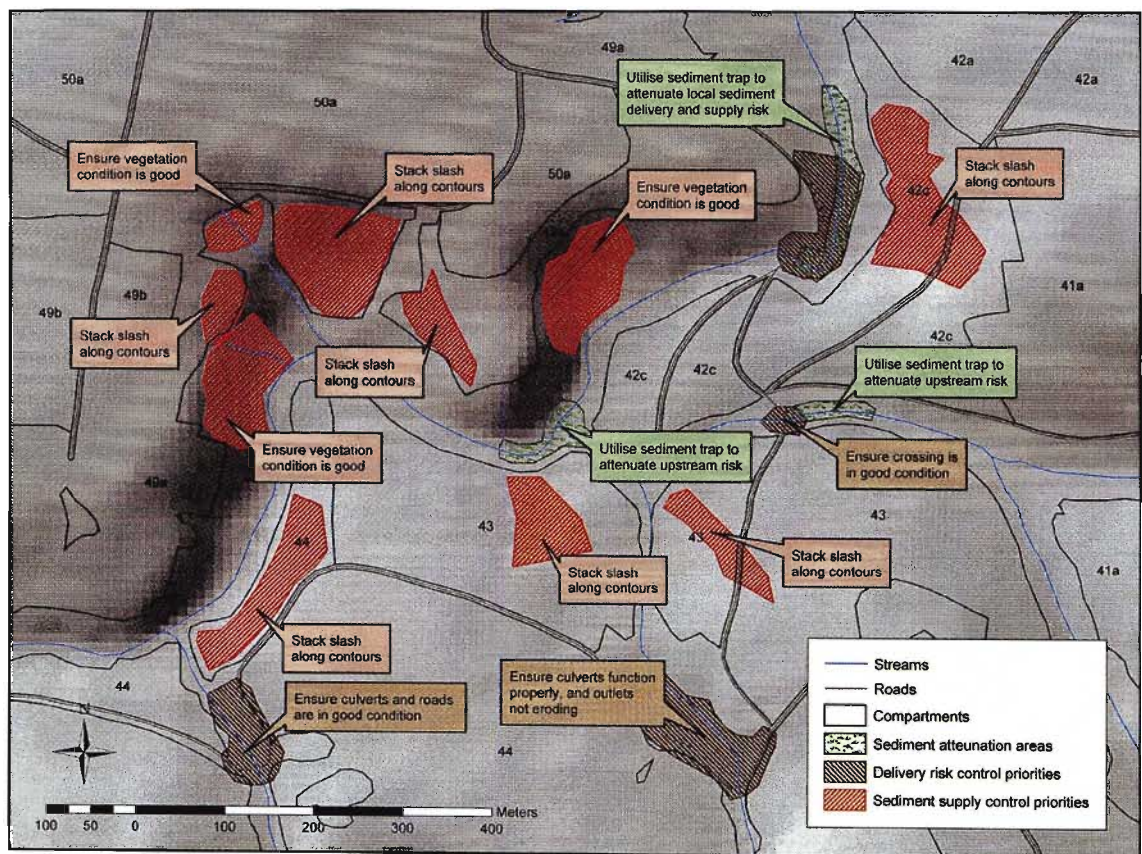 49a
42a
50a
Utilise sediment trap to
attenuate local sediment
delivery and supply risk
42a
50a
Ensure vegetation
condition is good
Stack slash
along contours
50a
Ensure vegetation
condition is good
42c
Stack slash
along contours
49b
49b
41a
Stack slash
along contours
Stack slash
along contours
42c
42c
42c
Utilise sediment trap to
attenuate upstream risk
Ensure vegetation
condition is good
Utilise sediment trap to
attenuate upstream risk
Ensure crossing is
in good condition
49a
43
43
44
43
Stack slash
along contours
Stack slash
along contours
41a
Stack slash
along contours
44
Ensure culverts and roads
are in good condition
Ensure culverts function
properly, and outlets
not eroding
44
N
Streams
Roads
Compartments
Sediment atteunation areas
Delivery risk control priorities
Sediment supply control priorities
100 50 0 100 200 300 400 Meters